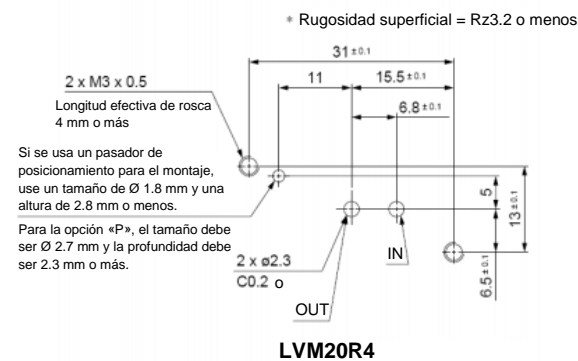 * Rugosidad superficial = Rz3.2 o menos
31±0.1
2 x M3 x 0.5
11
15.5±0.1
Longitud efectiva de rosca
4 mm o más
6.8±0.1
Si se usa un pasador de
posicionamiento para el montaje,
use un tamaño de Ø 1.8 mm y una
altura de 2.8 mm o menos.
5
13±0.1
Para la opción «P», el tamaño debe
ser Ø 2.7 mm y la profundidad debe
ser 2.3 mm o más.
6.5±0.1
2 x ø2.3
C0.2 o
IN
OUT
LVM20R4